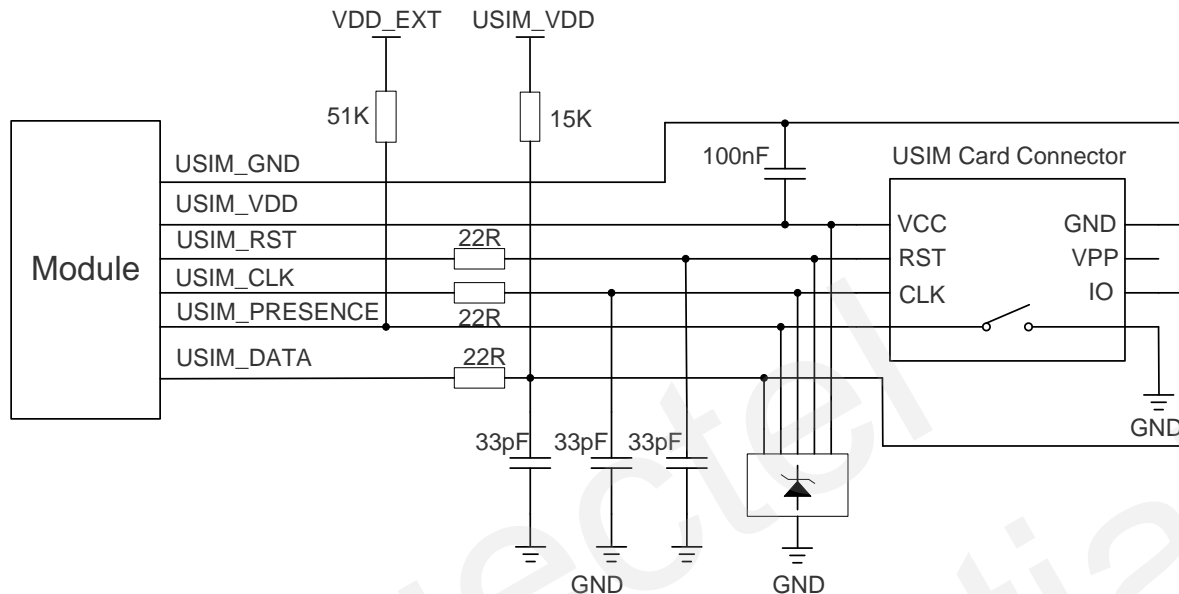 VDD_EXT USIM_VDD
51K 15K
100nF USIM Card Connector
USIM_GND
USIM_VDD
VCC GND
USIM_RST 22R
RST VPP
Module
USIM_CLK
CLK IO
USIM_PRESENCE 22R
USIM_DATA 22R
GND
33pF 33pF 33pF
GND GND